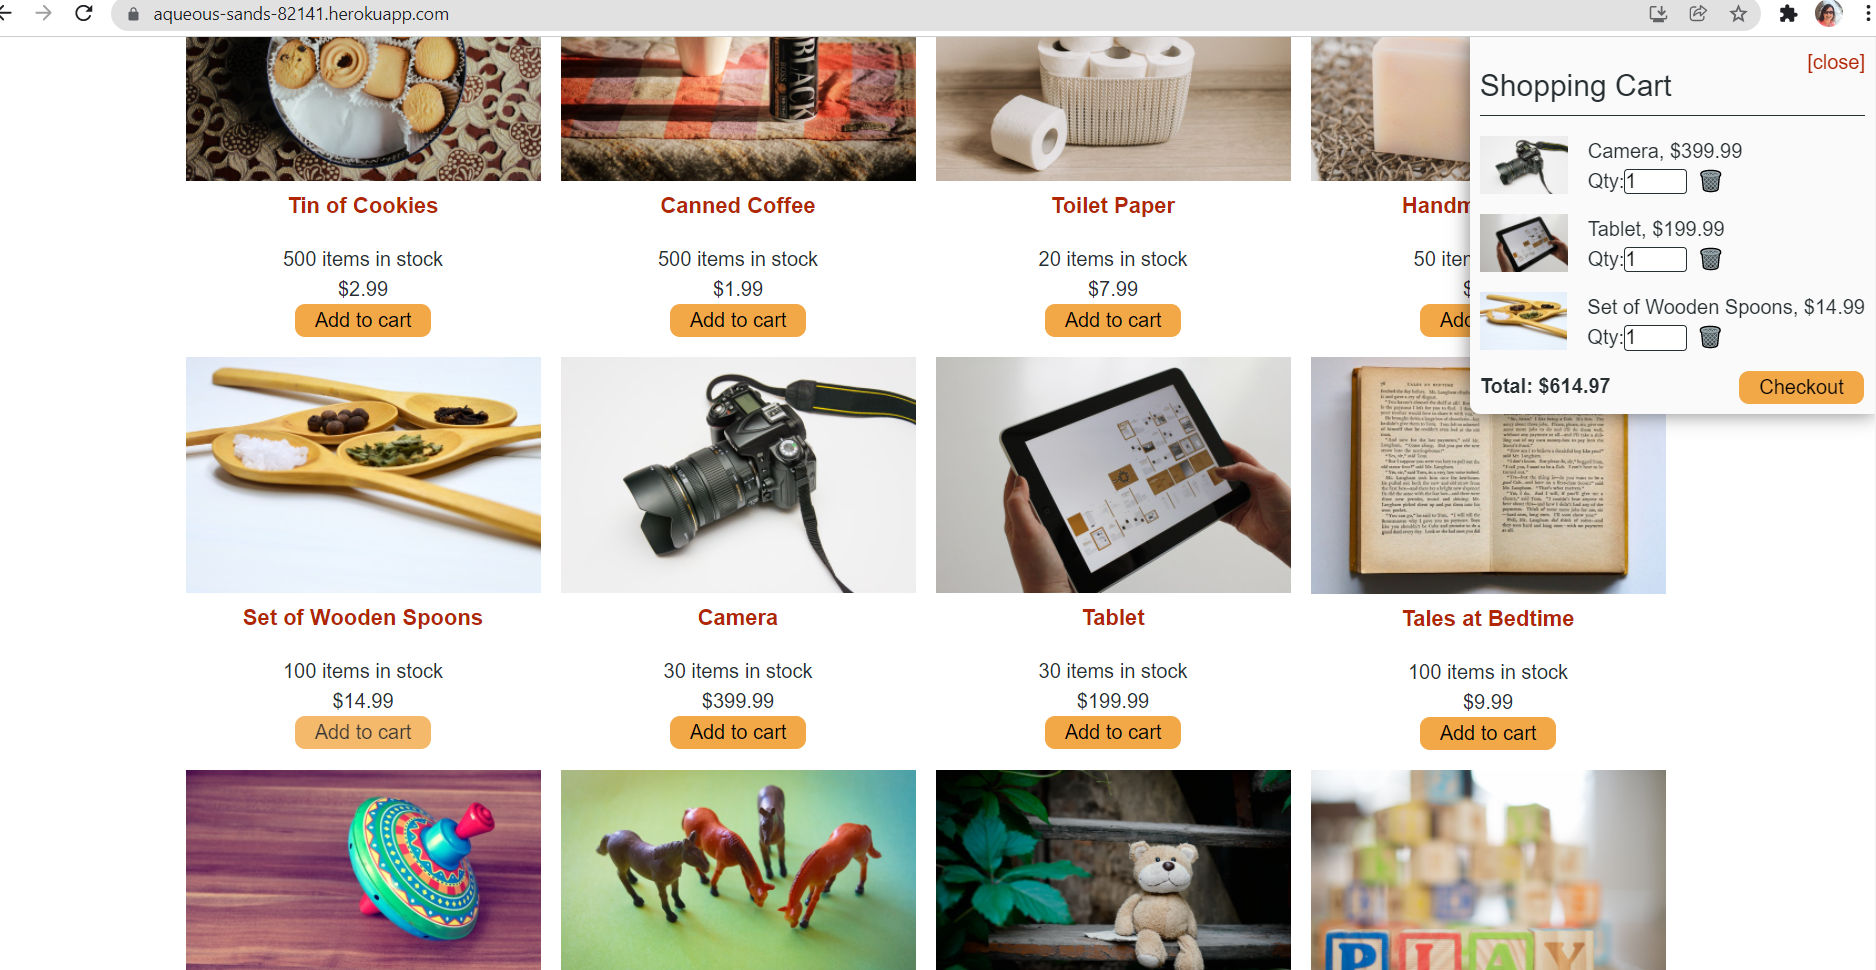 aqueous-sands-82141.herokuapp.com
[close]
Shopping Cart
Camera, $399.99
Qty:1
Tablet, $199.99
Qty:1
Set of Wooden Spoons, $14.99
Qty:1
Total: $614.97
Checkout
BLACK
Tin of Cookies
500 items in stock
$2.99
Add to cart
Canned Coffee
500 items in stock
$1.99
Add to cart
Toilet Paper
20 items in stock
$7.99
Add to cart
Handm
50 iter
$
Add
TALES AT BEDTIME
Set of Wooden Spoons
100 items in stock
$14.99
Add to cart
Camera
30 items in stock
$399.99
Add to cart
Tablet
30 items in stock
$199.99
Add to cart
Tales at Bedtime
100 items in stock
$9.99
Add to cart
PLAY